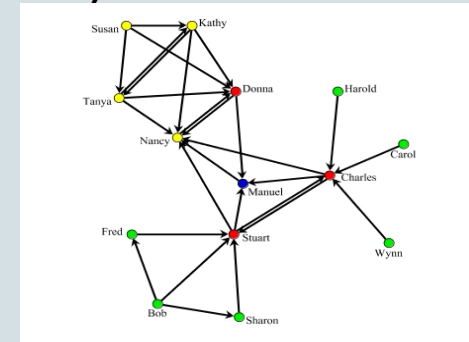 Susan
Kathy
Donna
Harold
Tanya
Nancy
Carol
Charles
Manuel
Fred
Stuart
Wynn
Bob
Sharon